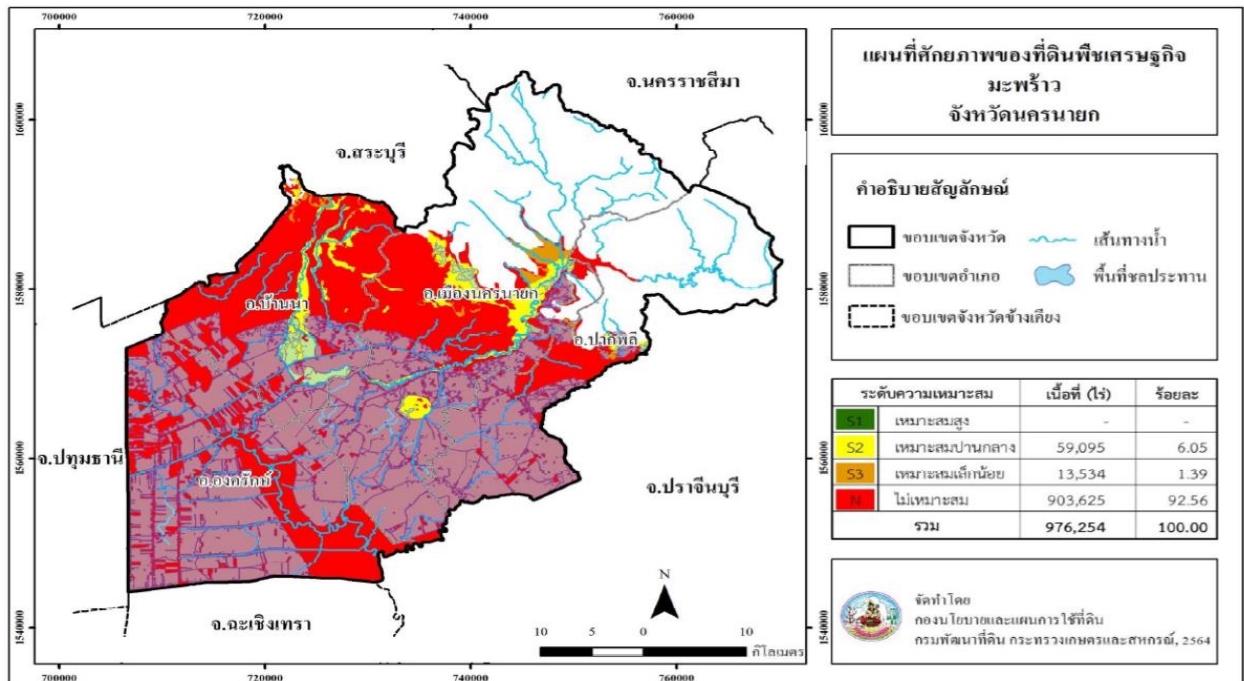 700000 720000 740000 760000
แผนที่ศักยภาพของที่ดินพืชเศรษฐกิจ
มะพร้าว
จังหวัดนครนายก
จ.นครราชสีมา
1600000 1600000
จ.สระบุรี
คำอธิบายสัญลักษณ์
ขอบเขตจังหวัด เส้นทางน้ำ
ขอบเขตอำเภอ พื้นที่ชลประทาน
ขอบเขตจังหวัดข้างเคียง
1580000 1580000
อ.บ้านนา
อ.เมืองนครนายก
อ.ปากพลี
ระดับความเหมาะสม เนื้อที่ (ไร่) ร้อยละ
S1 เหมาะสมสูง - -
S2 เหมาะสมปานกลาง 59,095 6.05
S3 เหมาะสมเล็กน้อย 13,534 1.39
N ไม่เหมาะสม 903,625 92.56
รวม 976,254 100.00
จ.ปทุมธานี
1560000 1560000
อ.องครักษ์
จ.ปราจีนบุรี
จ.ฉะเชิงเทรา
N
1540000 1540000
10 5 0 10
กิโลเมตร
จัดทำโดย
กองนโยบายและแผนการใช้ที่ดิน
กรมพัฒนาที่ดิน กระทรวงเกษตรและสหกรณ์, 2564
700000 720000 740000 760000